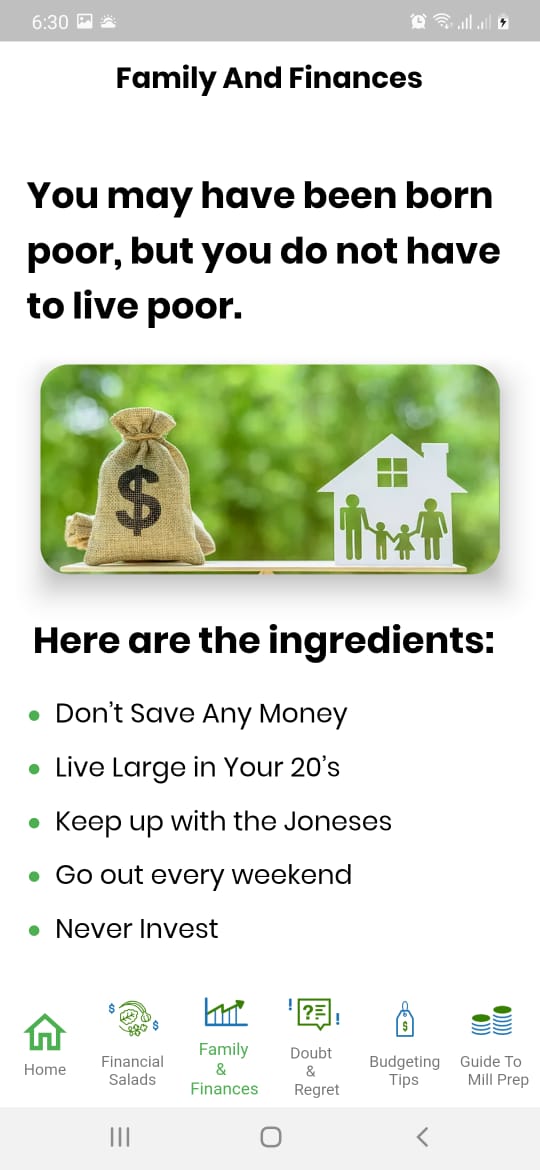 6:30
Family And Finances
You may have been born
poor, but you do not have
to live poor.
$
Here are the ingredients:
Don't Save Any Money
Live Large in Your 20's
Keep up with the Joneses
Go out every weekend
Never Invest
$
$
?
!
!
$
Home
Financial
Salads
Family
&
Finances
Doubt
&
Regret
Budgeting
Tips
Guide To
Mill Prep